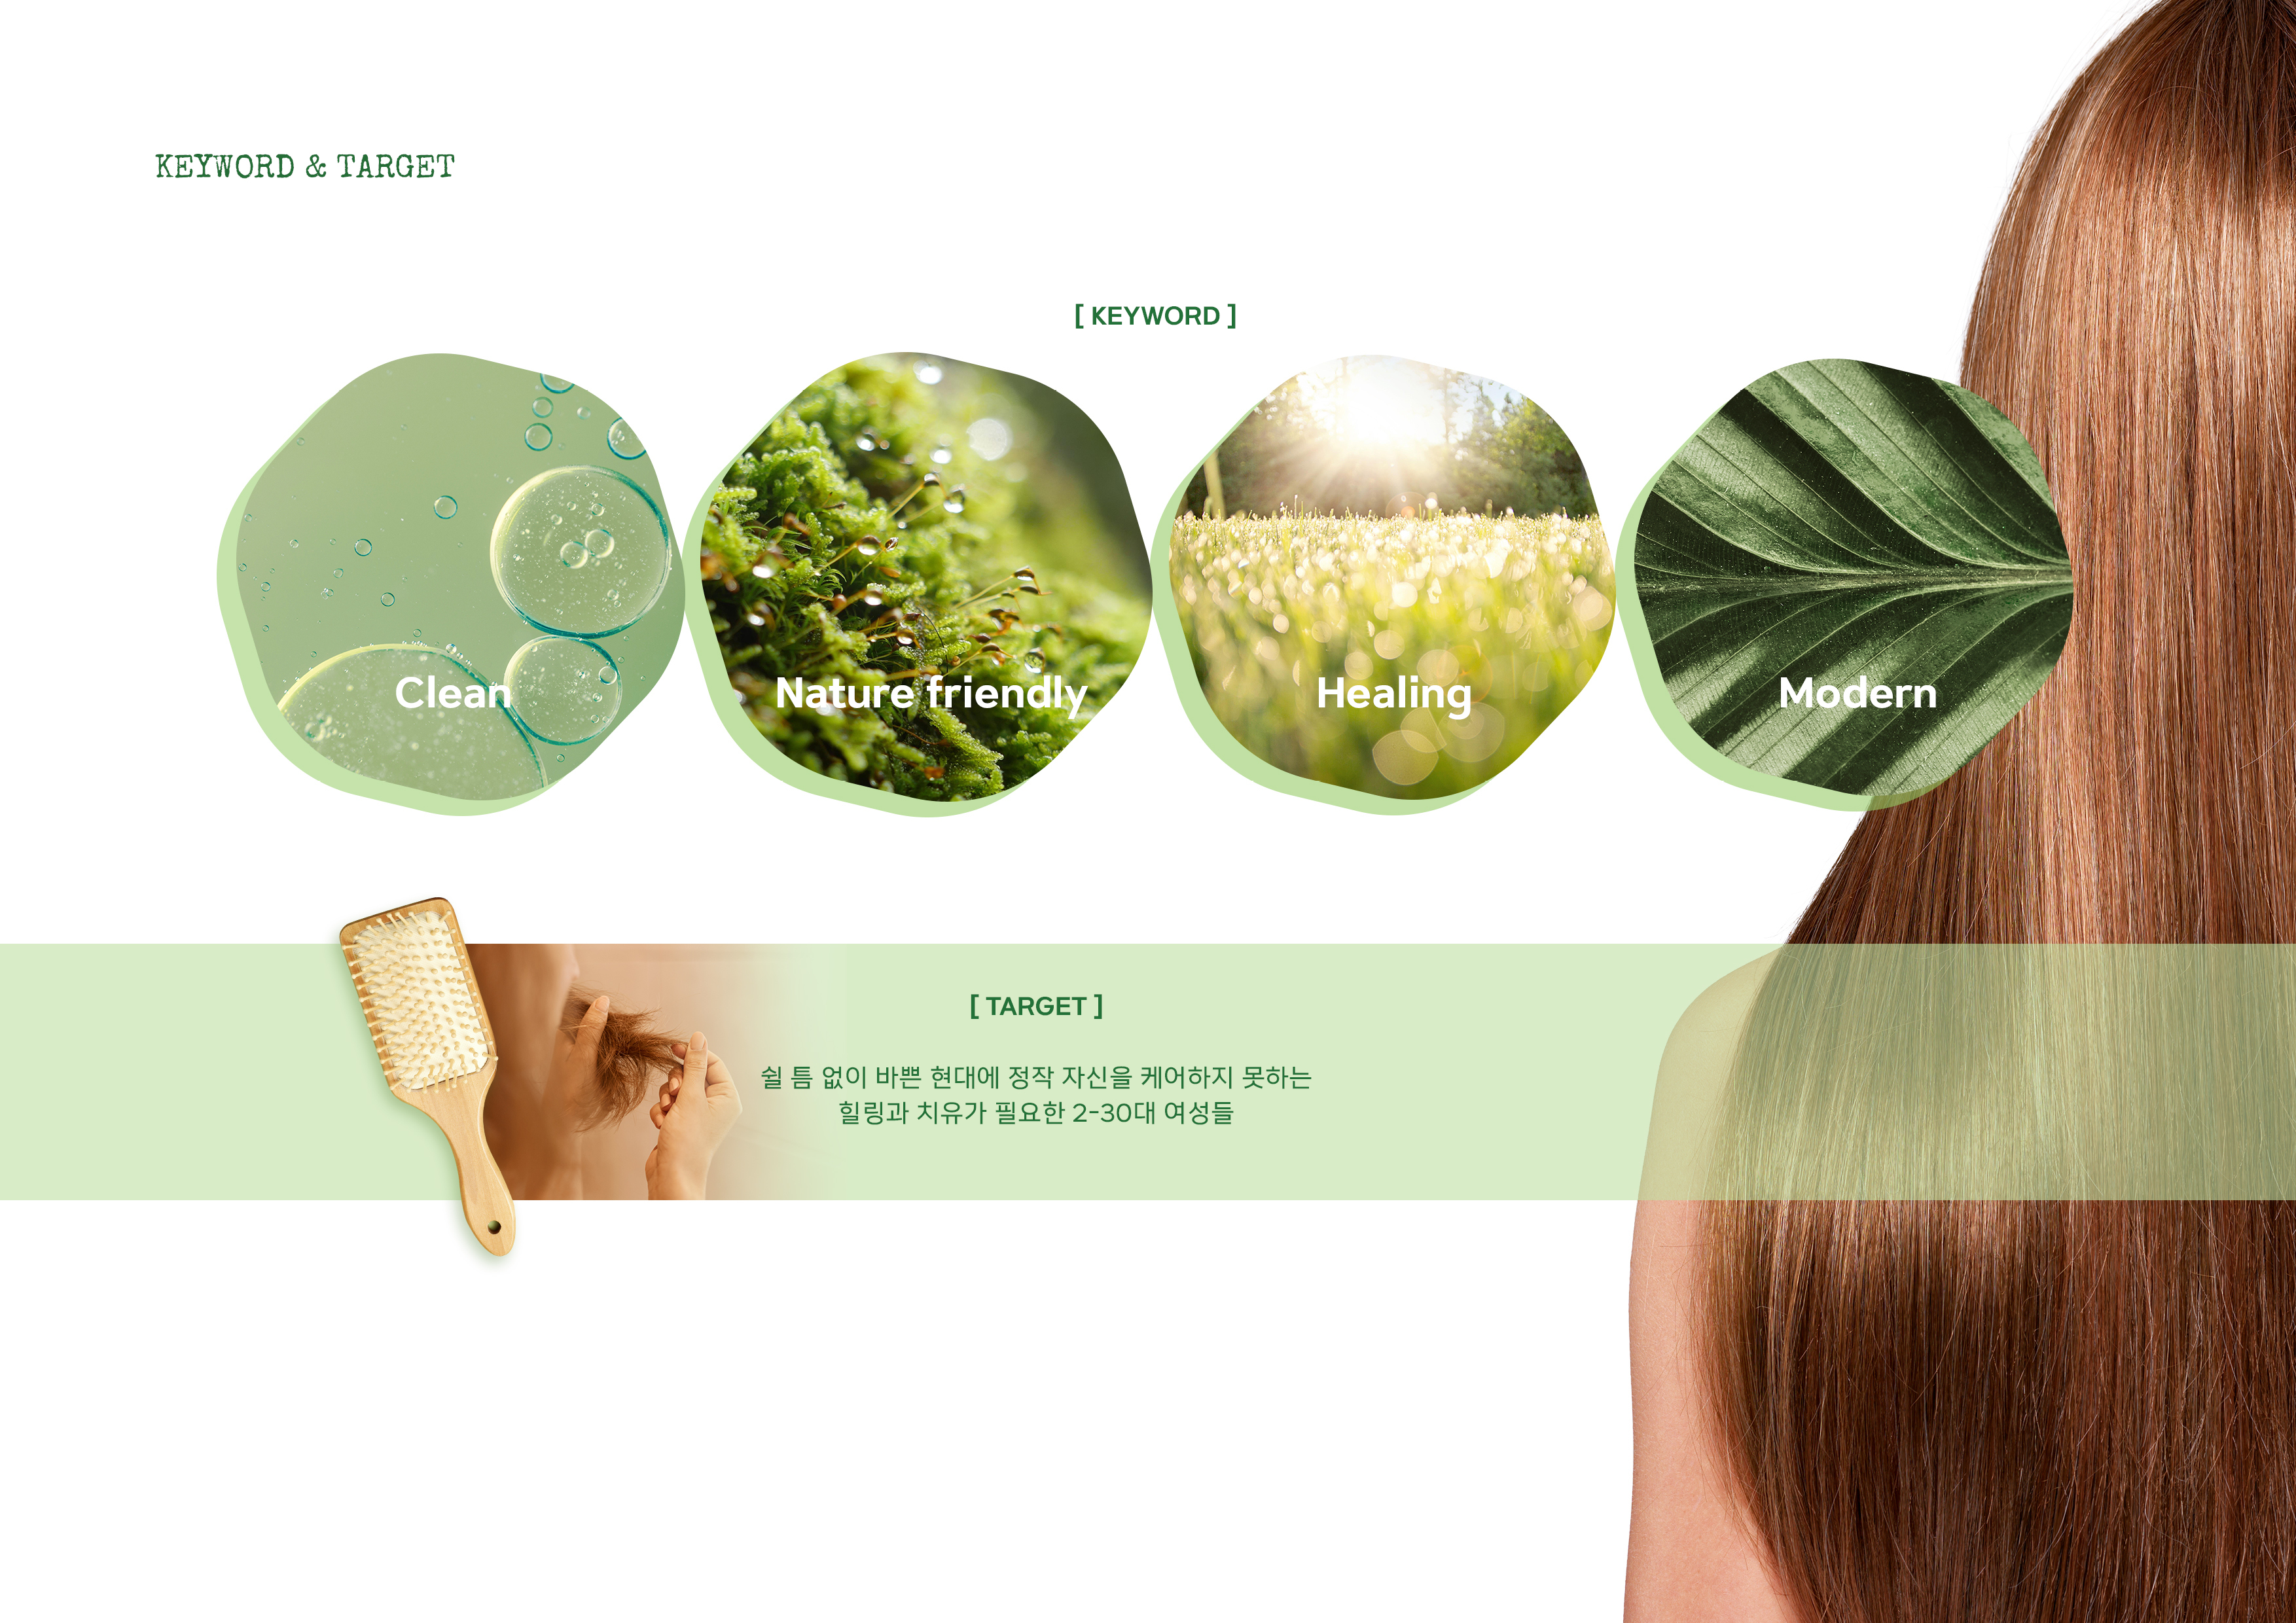 KEYWORD & TARGET
[ KEYWORD ]
Clean
Nature friendly
Healing
Modern
[ TARGET ]
쉴 틈 없이 바쁜 현대에 정작 자신을 케어하지 못하는
힐링과 치유가 필요한 2-30대 여성들